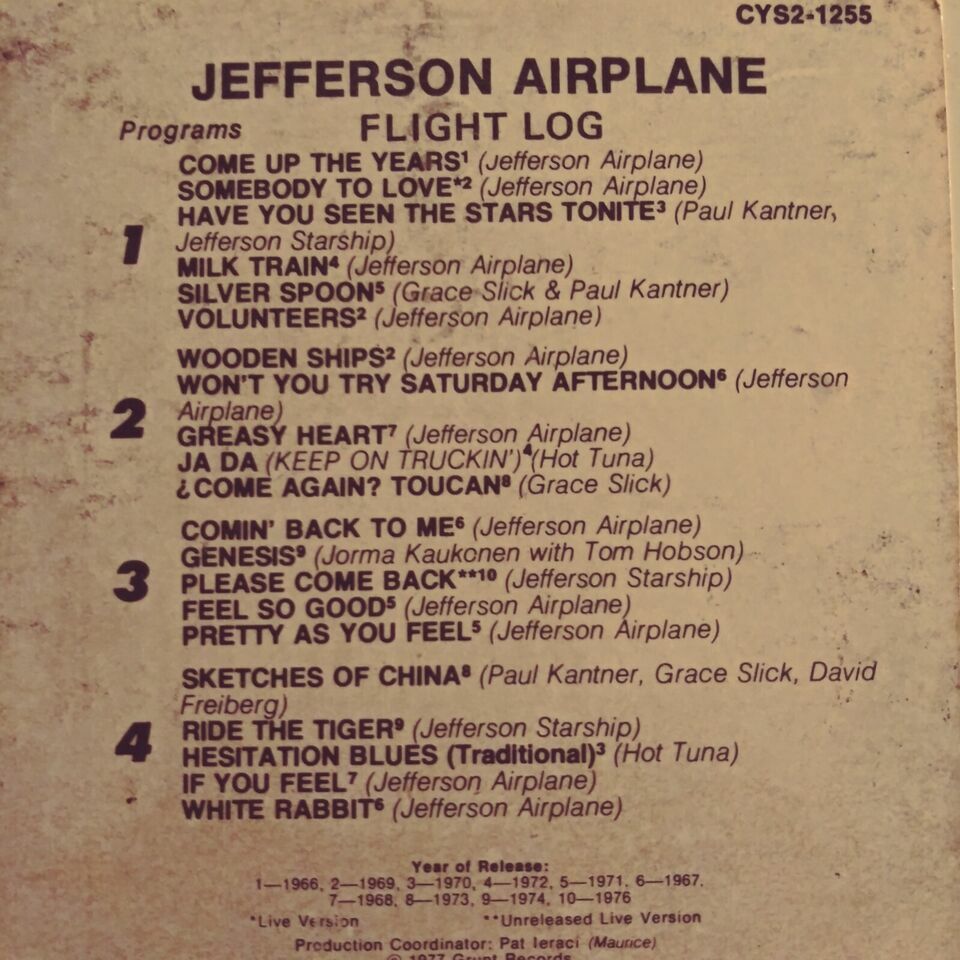 CYS2-1255
JEFFERSON AIRPLANE
Programs FLIGHT LOG
COME UP THE YEARS¹ (Jefferson Airplane)
SOMEBODY TO LOVE*² (Jefferson Airplane)
HAVE YOU SEEN THE STARS TONITE³ (Paul Kantner,
1 Jefferson Starship)
MILK TRAIN⁴ (Jefferson Airplane)
SILVER SPOON⁵ (Grace Slick & Paul Kantner)
VOLUNTEERS² (Jefferson Airplane)
WOODEN SHIPS² (Jefferson Airplane)
WON'T YOU TRY SATURDAY AFTERNOON⁶ (Jefferson
2 Airplane)
GREASY HEART⁷ (Jefferson Airplane)
JA DA (KEEP ON TRUCKIN')⁴ (Hot Tuna)
¿COME AGAIN? TOUCAN⁸ (Grace Slick)
COMIN' BACK TO ME⁶ (Jefferson Airplane)
GENESIS⁹ (Jorma Kaukonen with Tom Hobson)
3 PLEASE COME BACK**¹⁰ (Jefferson Starship)
FEEL SO GOOD⁵ (Jefferson Airplane)
PRETTY AS YOU FEEL⁵ (Jefferson Airplane)
SKETCHES OF CHINA⁸ (Paul Kantner, Grace Slick, David
Freiberg)
4 RIDE THE TIGER⁹ (Jefferson Starship)
HESITATION BLUES (Traditional)³ (Hot Tuna)
IF YOU FEEL⁷ (Jefferson Airplane)
WHITE RABBIT⁶ (Jefferson Airplane)
Year of Release:
1—1966, 2—1969, 3—1970, 4—1972, 5—1971, 6—1967,
7—1968, 8—1973, 9—1974, 10—1976
*Live Version **Unreleased Live Version
Production Coordinator: Pat Ieraci (Maurice)
© 1977 Grunt Records